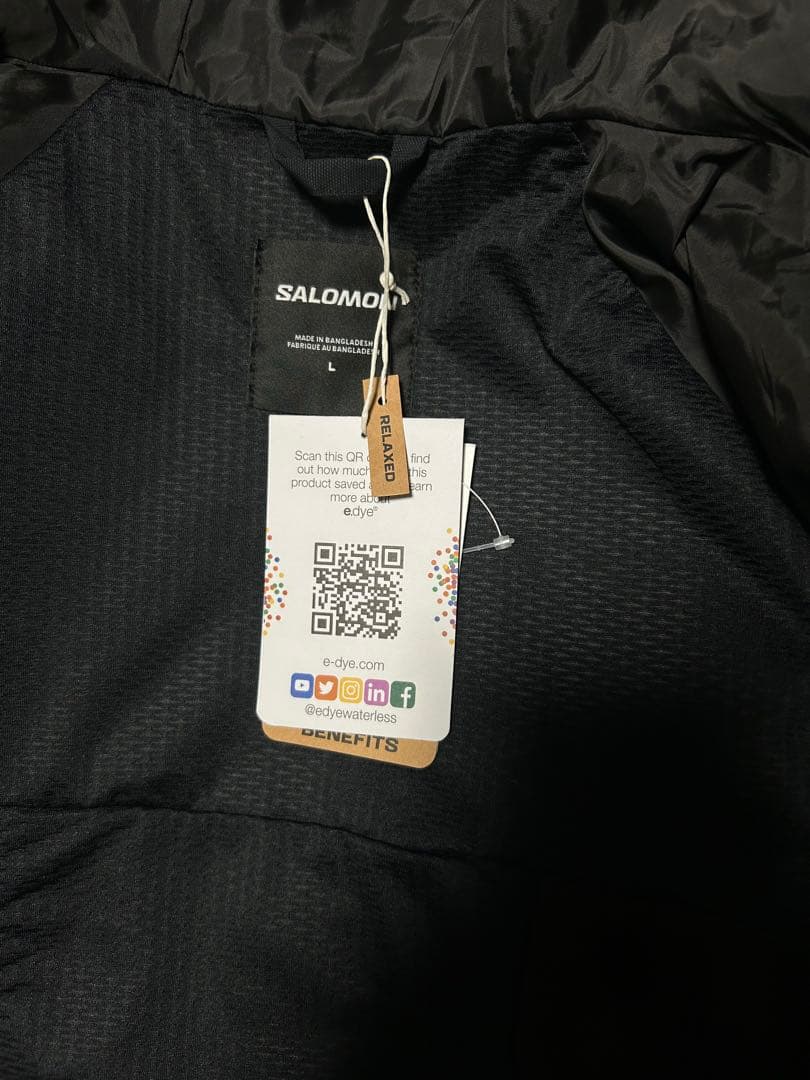 SALOMON
MADE IN BANGLADESH
FABRIQUE AU BANGLADESH
L
RELAXED
Scan this QR find
out how much this
product saved earn
more about
e.dye®
e-dye.com
@edyewaterless
BENEFITS